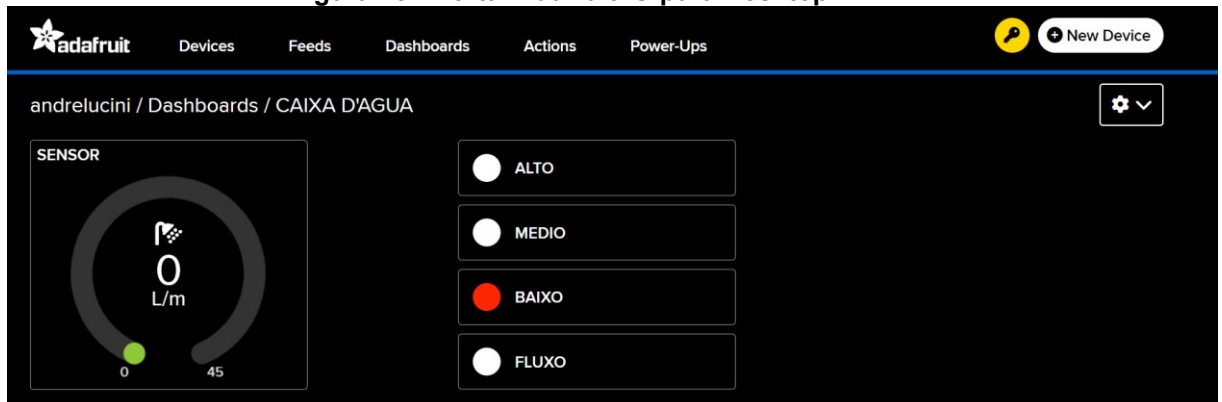 adafruit Devices Feeds Dashboards Actions Power-Ups New Device
andrelucini / Dashboards / CAIXA D'AGUA
SENSOR
0
L/m
0 45
ALTO
MEDIO
BAIXO
FLUXO